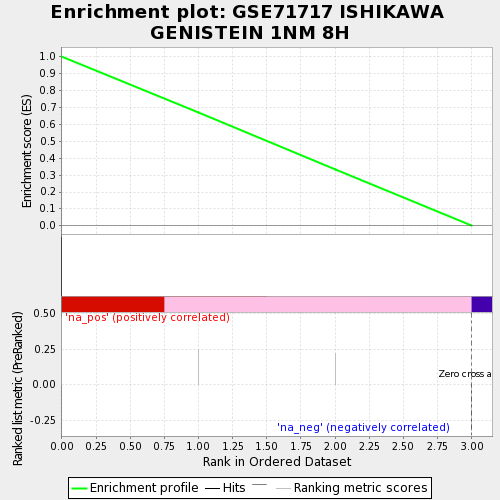 Enrichment plot: GSE71717 ISHIKAWA
GENISTEIN 1NM 8H
Enrichment score (ES)
1.0
0.9
0.8
0.7
0.6
0.5
0.4
0.3
0.2
0.1
0.0
'na_pos' (positively correlated)
Ranked list metric (PreRanked)
0.50
0.25
0.00
-0.25
Zero cross a
'na_neg' (negatively correlated)
0.00 0.25 0.50 0.75 1.00 1.25 1.50 1.75 2.00 2.25 2.50 2.75 3.00
Rank in Ordered Dataset
Enrichment profile Hits Ranking metric scores